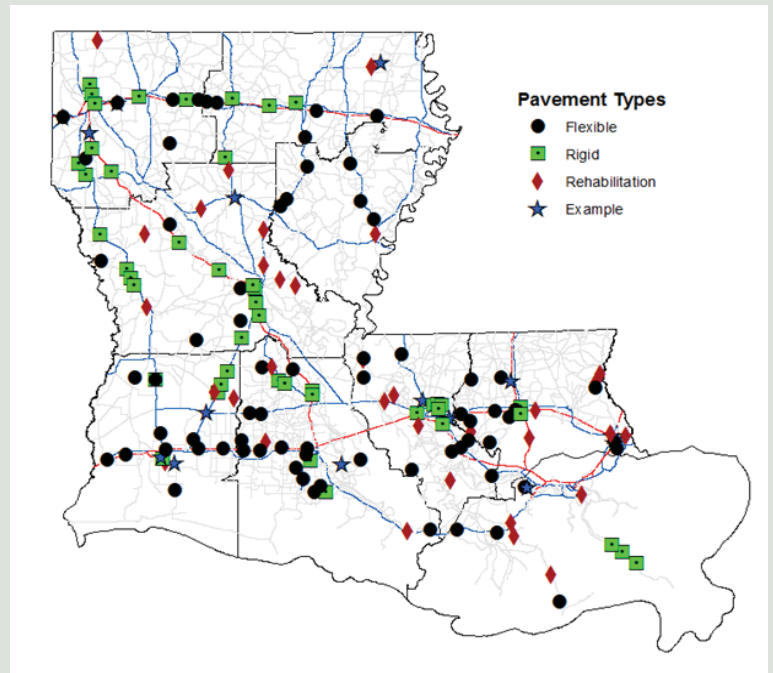 Pavement Types
Flexible
Rigid
Rehabilitation
Example